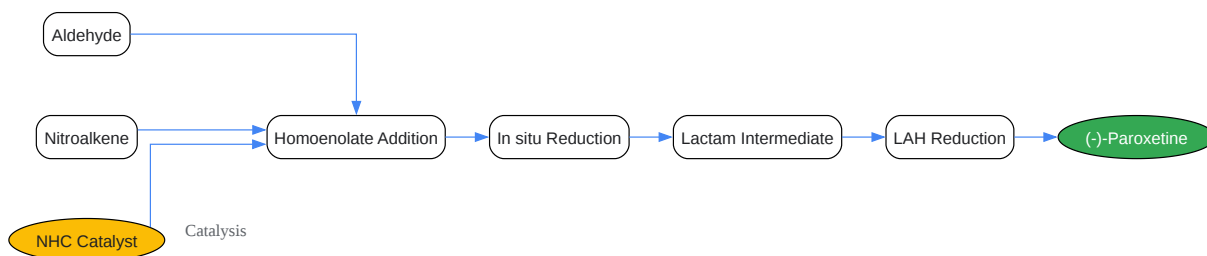 Aldehyde
Nitroalkene
Homoenolate Addition
In situ Reduction
Lactam Intermediate
LAH Reduction
(-)-Paroxetine
NHC Catalyst
Catalysis